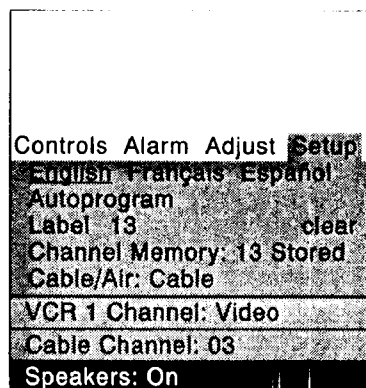 Controls Alarm Adjust Setup
English Français Español
Autoprogram
Label 13 clear
Channel Memory: 13 Stored
Cable/Air: Cable
VCR 1 Channel: Video
Cable Channel: 03
Speakers: On